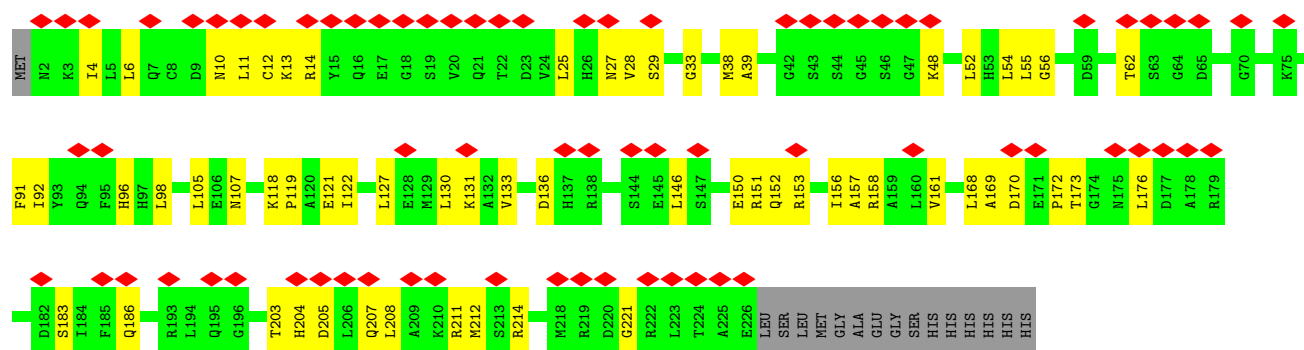 MET N2 K3 I4 L5 L6 Q7 C8 D9 N10 L11 C12 K13 R14 Y15 Q16 E17 G18 S19 V20 Q21 T22 D23 V24 L25 H26 N27 V28 S29 G33 M38 A39 G42 S43 S44 G45 S46 G47 K48 L52 H53 L54 L55 G56 D59 T62 S63 G64 D65 G70 K75
F91 I92 Y93 Q94 F95 H96 H97 L98 L105 E106 N107 K118 P119 A120 E121 I122 L127 E128 M129 L130 K131 A132 V133 D136 H137 R138 S144 E145 L146 S147 E150 R151 Q152 R153 I156 A157 R158 A159 L160 V161 L168 A169 D170 E171 P172 T173 G174 N175 L176 D177 A178 R179
D182 S183 I184 F185 Q186 R193 L194 Q195 G196 T203 H204 D205 L206 Q207 L208 A209 K210 R211 M212 S213 R214 M218 R219 D220 G221 R222 L223 T224 A225 E226 LEU SER LEU MET GLY ALA GLU GLY SER HIS HIS HIS HIS HIS HIS